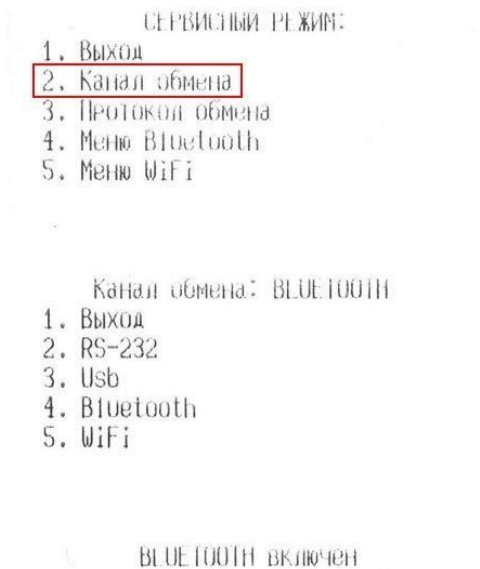 СЕРВИСНЫЙ РЕЖИМ:
1. Выход
2. Канал обмена
3. Протокол обмена
4. Меню Bluetooth
5. Меню WiFi
Канал обмена: BLUETOOTH
1. Выход
2. RS-232
3. Usb
4. Bluetooth
5. WiFi
BLUETOOTH включен